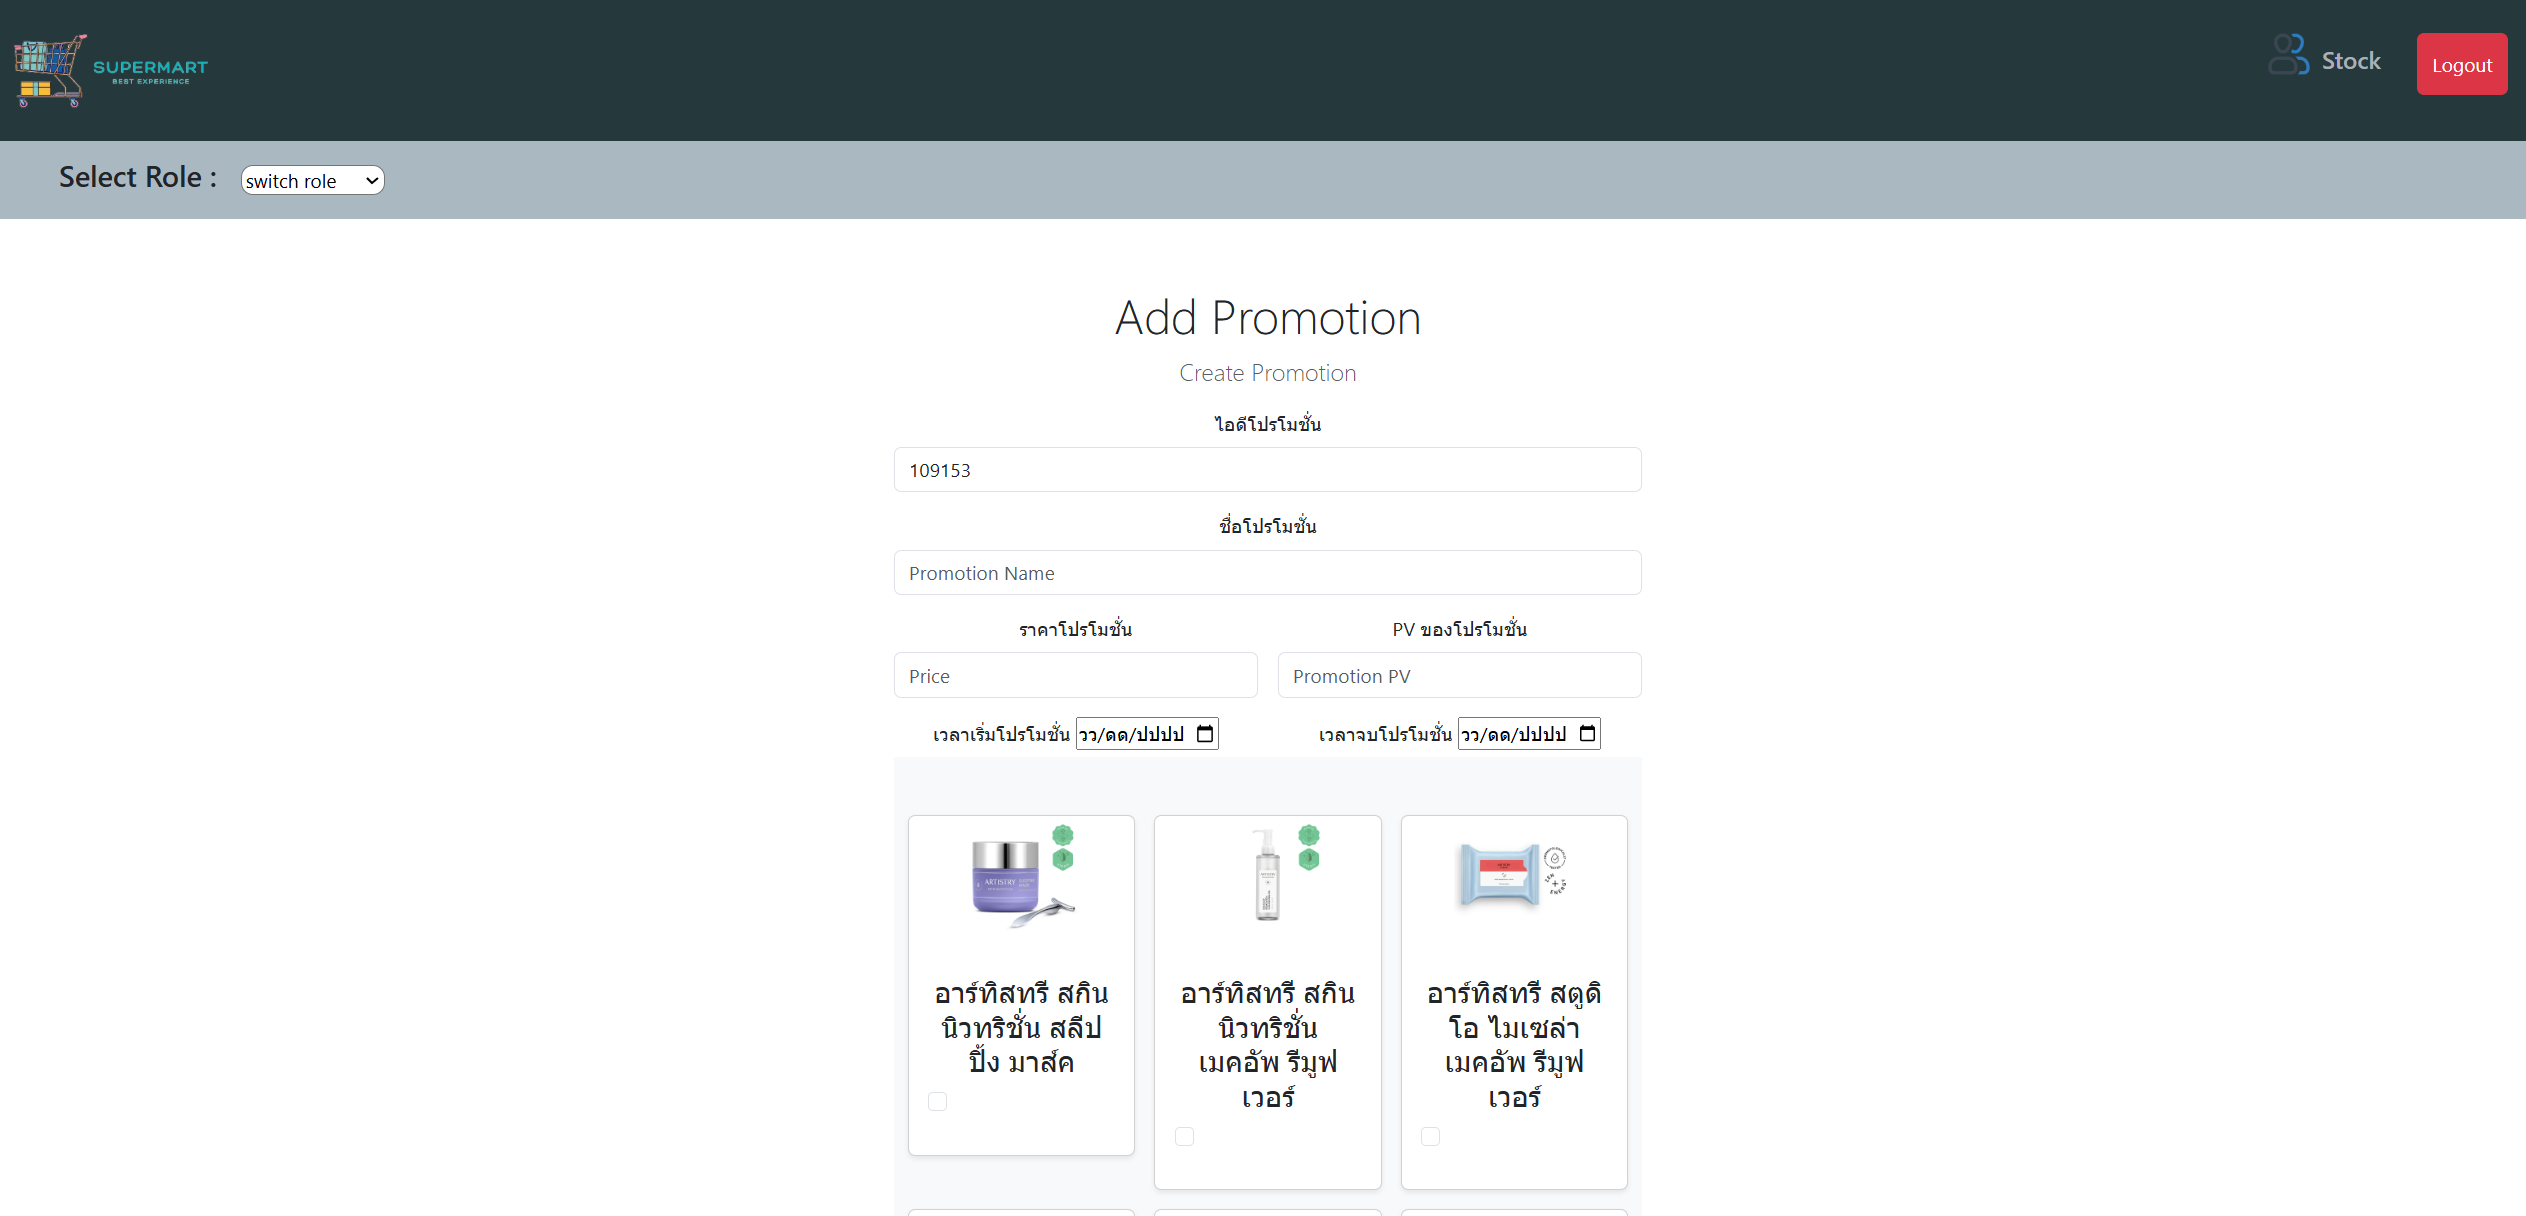 SUPERMART
BEST EXPERIENCE
Stock
Logout
Select Role :
switch role
Add Promotion
Create Promotion
ไอดีโปรโมชั่น
109153
ชื่อโปรโมชั่น
Promotion Name
ราคาโปรโมชั่น
PV ของโปรโมชั่น
Price
Promotion PV
เวลาเริ่มโปรโมชั่น วว/ดด/ปปปป
เวลาจบโปรโมชั่น วว/ดด/ปปปป
ARTISTRY
อาร์ทิสทรี สกิน
นิวทริชั่น สลีป
ปิ้ง มาส์ค
อาร์ทิสทรี สกิน
นิวทริชั่น
เมคอัพ รีมูฟ
เวอร์
อาร์ทิสทรี สตูดิ
โอ ไมเซล่า
เมคอัพ รีมูฟ
เวอร์